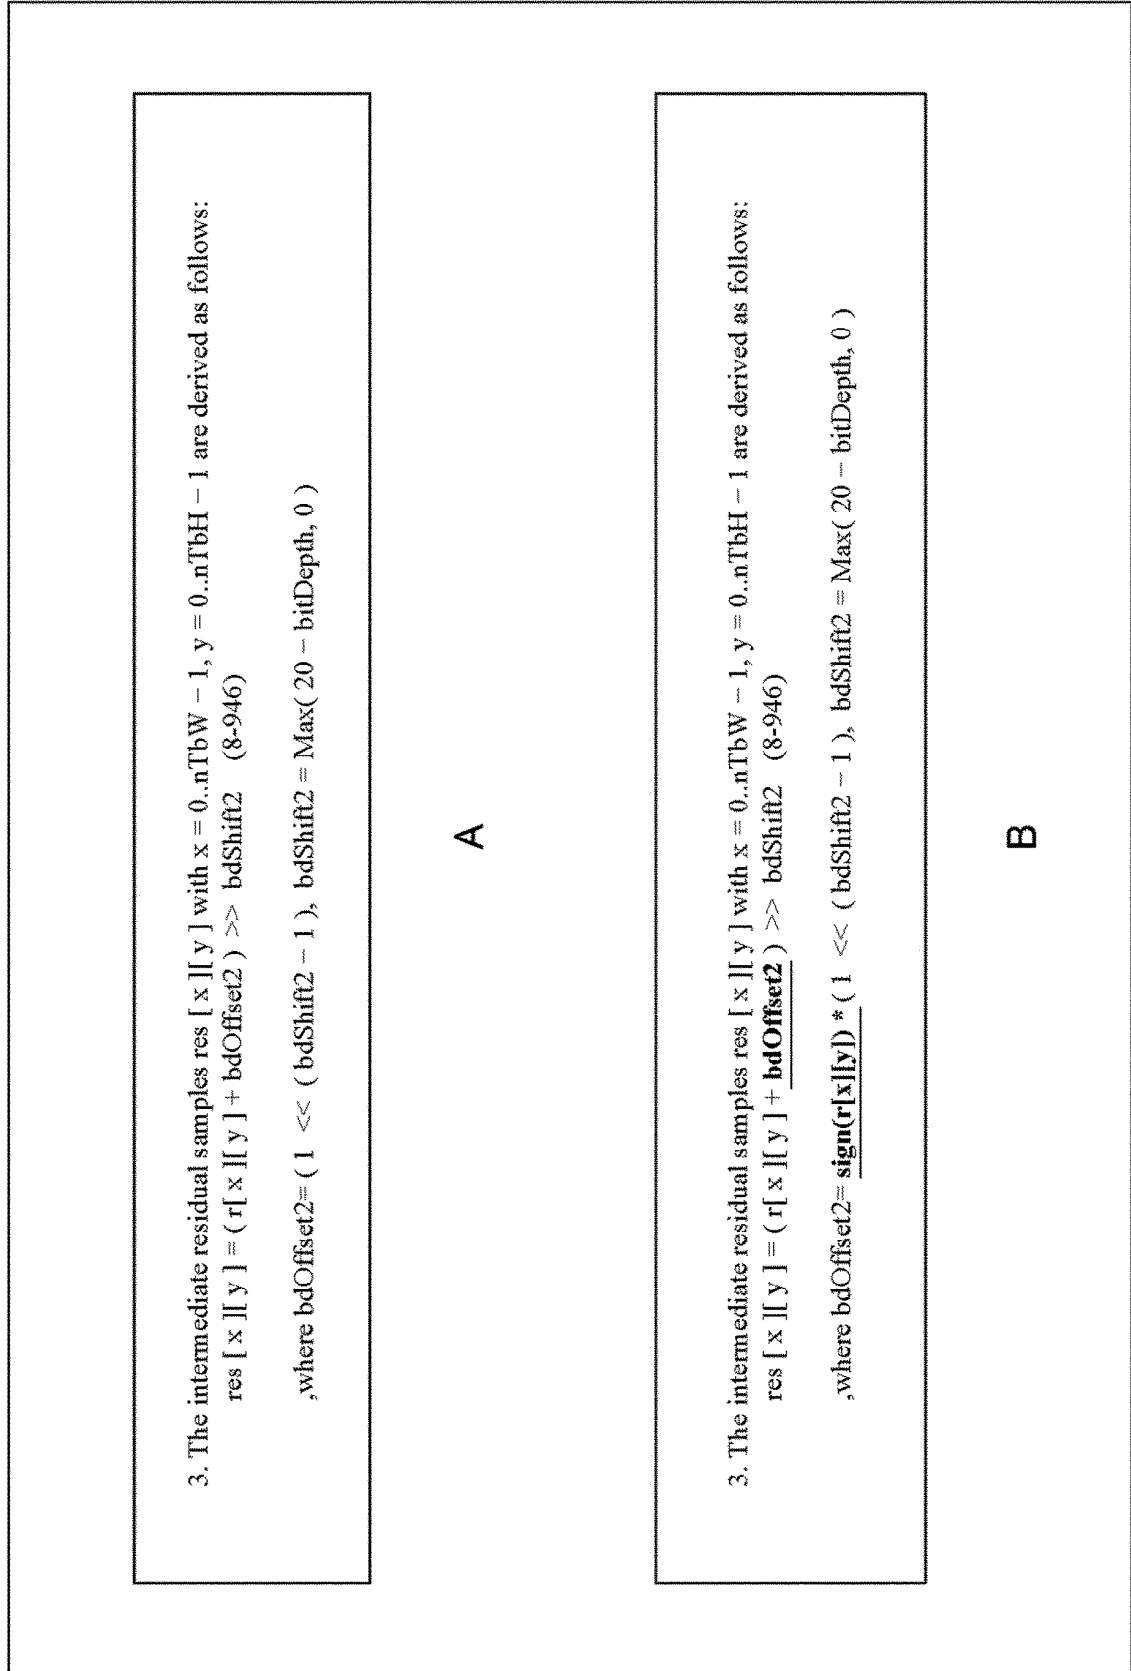 3. The intermediate residual samples res [ x ][ y ] with x = 0..nTbW − 1, y = 0..nTbH − 1 are derived as follows:
res [ x ][ y ] = ( r[ x ][ y ] + bdOffset2 ) >> bdShift2 (8-946)
,where bdOffset2= ( 1 << ( bdShift2 − 1 ), bdShift2 = Max( 20 − bitDepth, 0 )
A
3. The intermediate residual samples res [ x ][ y ] with x = 0..nTbW − 1, y = 0..nTbH − 1 are derived as follows:
res [ x ][ y ] = ( r[ x ][ y ] + bdOffset2 ) >> bdShift2 (8-946)
,where bdOffset2= sign(r[x][y]) * ( 1 << ( bdShift2 − 1 ), bdShift2 = Max( 20 − bitDepth, 0 )
B